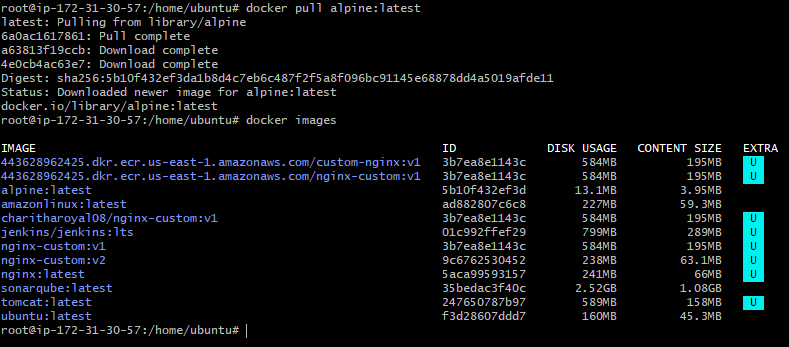 root@ip-172-31-30-57:/home/ubuntu# docker pull alpine:latest
latest: Pulling from library/alpine
6a0ac1617861: Pull complete
a63813f19ccb: Download complete
4e0cb4ac63e7: Download complete
Digest: sha256:5b10f432ef3da1b8d4c7eb6c487f2f5a8f096bc91145e68878dd4a5019afde11
Status: Downloaded newer image for alpine:latest
docker.io/library/alpine:latest
root@ip-172-31-30-57:/home/ubuntu# docker images
IMAGE ID DISK USAGE CONTENT SIZE EXTRA
443628962425.dkr.ecr.us-east-1.amazonaws.com/custom-nginx:v1 3b7ea8e1143c 584MB 195MB U
443628962425.dkr.ecr.us-east-1.amazonaws.com/nginx-custom:v1 3b7ea8e1143c 584MB 195MB U
alpine:latest 5b10f432ef3d 13.1MB 3.95MB
amazonlinux:latest ad882807c6c8 227MB 59.3MB
charitharoyal08/nginx-custom:v1 3b7ea8e1143c 584MB 195MB U
jenkins/jenkins:lts 01c992ffef29 799MB 289MB U
nginx-custom:v1 3b7ea8e1143c 584MB 195MB U
nginx-custom:v2 9c6762530452 238MB 63.1MB U
nginx:latest 5aca99593157 241MB 66MB U
sonarqube:latest 35bedac3f40c 2.52GB 1.08GB
tomcat:latest 247650787b97 589MB 158MB U
ubuntu:latest f3d28607ddd7 160MB 45.3MB
root@ip-172-31-30-57:/home/ubuntu#